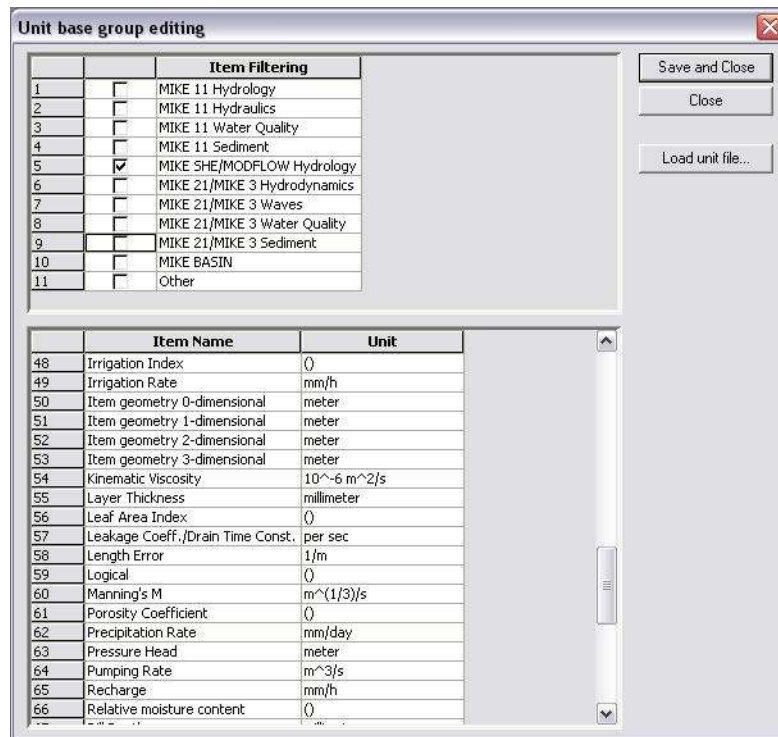 Unit base group editing
Item Filtering
1 MIKE 11 Hydrology
2 MIKE 11 Hydraulics
3 MIKE 11 Water Quality
4 MIKE 11 Sediment
5 MIKE SHE/MODFLOW Hydrology
6 MIKE 21/MIKE 3 Hydrodynamics
7 MIKE 21/MIKE 3 Waves
8 MIKE 21/MIKE 3 Water Quality
9 MIKE 21/MIKE 3 Sediment
10 MIKE BASIN
11 Other
Save and Close
Close
Load unit file...
Item Name Unit
48 Irrigation Index ()
49 Irrigation Rate mm/h
50 Item geometry 0-dimensional meter
51 Item geometry 1-dimensional meter
52 Item geometry 2-dimensional meter
53 Item geometry 3-dimensional meter
54 Kinematic Viscosity 10^-6 m^2/s
55 Layer Thickness millimeter
56 Leaf Area Index ()
57 Leakage Coeff./Drain Time Const. per sec
58 Length Error 1/m
59 Logical ()
60 Manning's M m^(1/3)/s
61 Porosity Coefficient ()
62 Precipitation Rate mm/day
63 Pressure Head meter
64 Pumping Rate m^3/s
65 Recharge mm/h
66 Relative moisture content ()